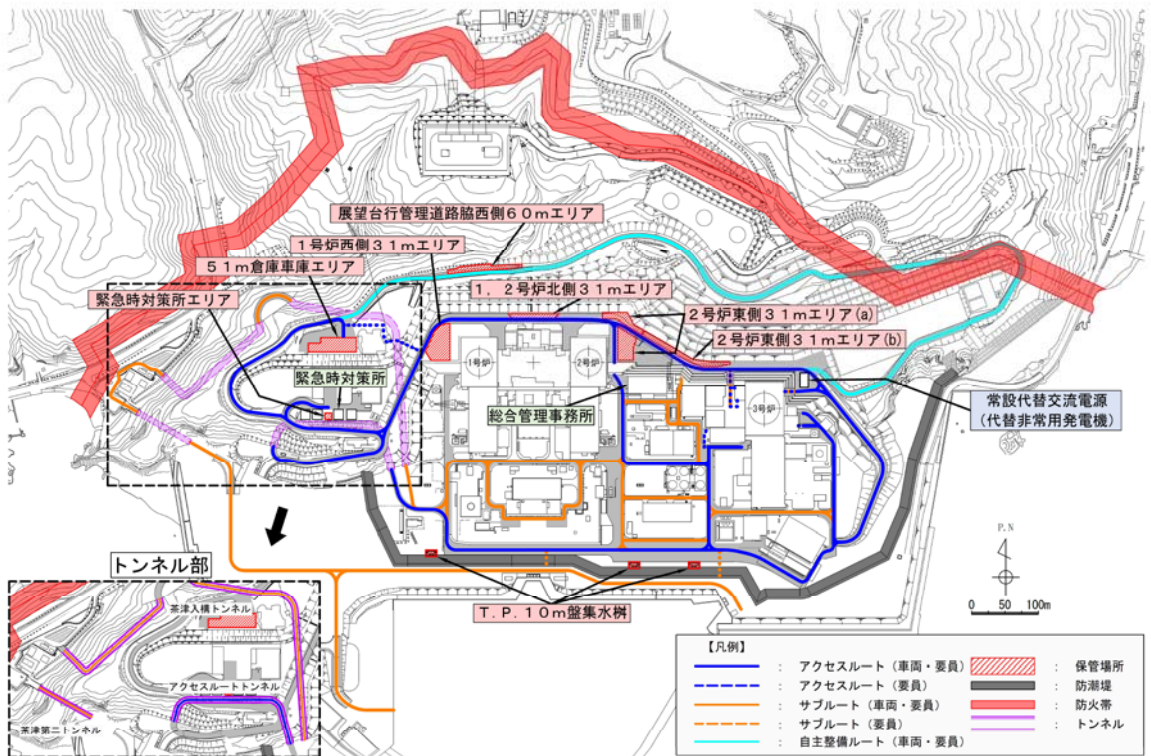 展望台行管理道路脇西側60mエリア
1号炉西側31mエリア
51m倉庫車庫エリア
1、2号炉北側31mエリア
緊急時対策所エリア
2号炉東側31mエリア(a)
2号炉東側31mエリア(b)
1号炉
2号炉
緊急時対策所
総合管理事務所
3号炉
常設代替交流電源
(代替非常用発電機)
P.N
0 50 100m
トンネル部
茶津入構トンネル
アクセスルートトンネル
茶津第二トンネル
T.P.10m盤集水桝
【凡例】
: アクセスルート(車両・要員)
: アクセスルート(要員)
: サブルート(車両・要員)
: サブルート(要員)
: 自主整備ルート(車両・要員)
: 保管場所
: 防潮堤
: 防火帯
: トンネル